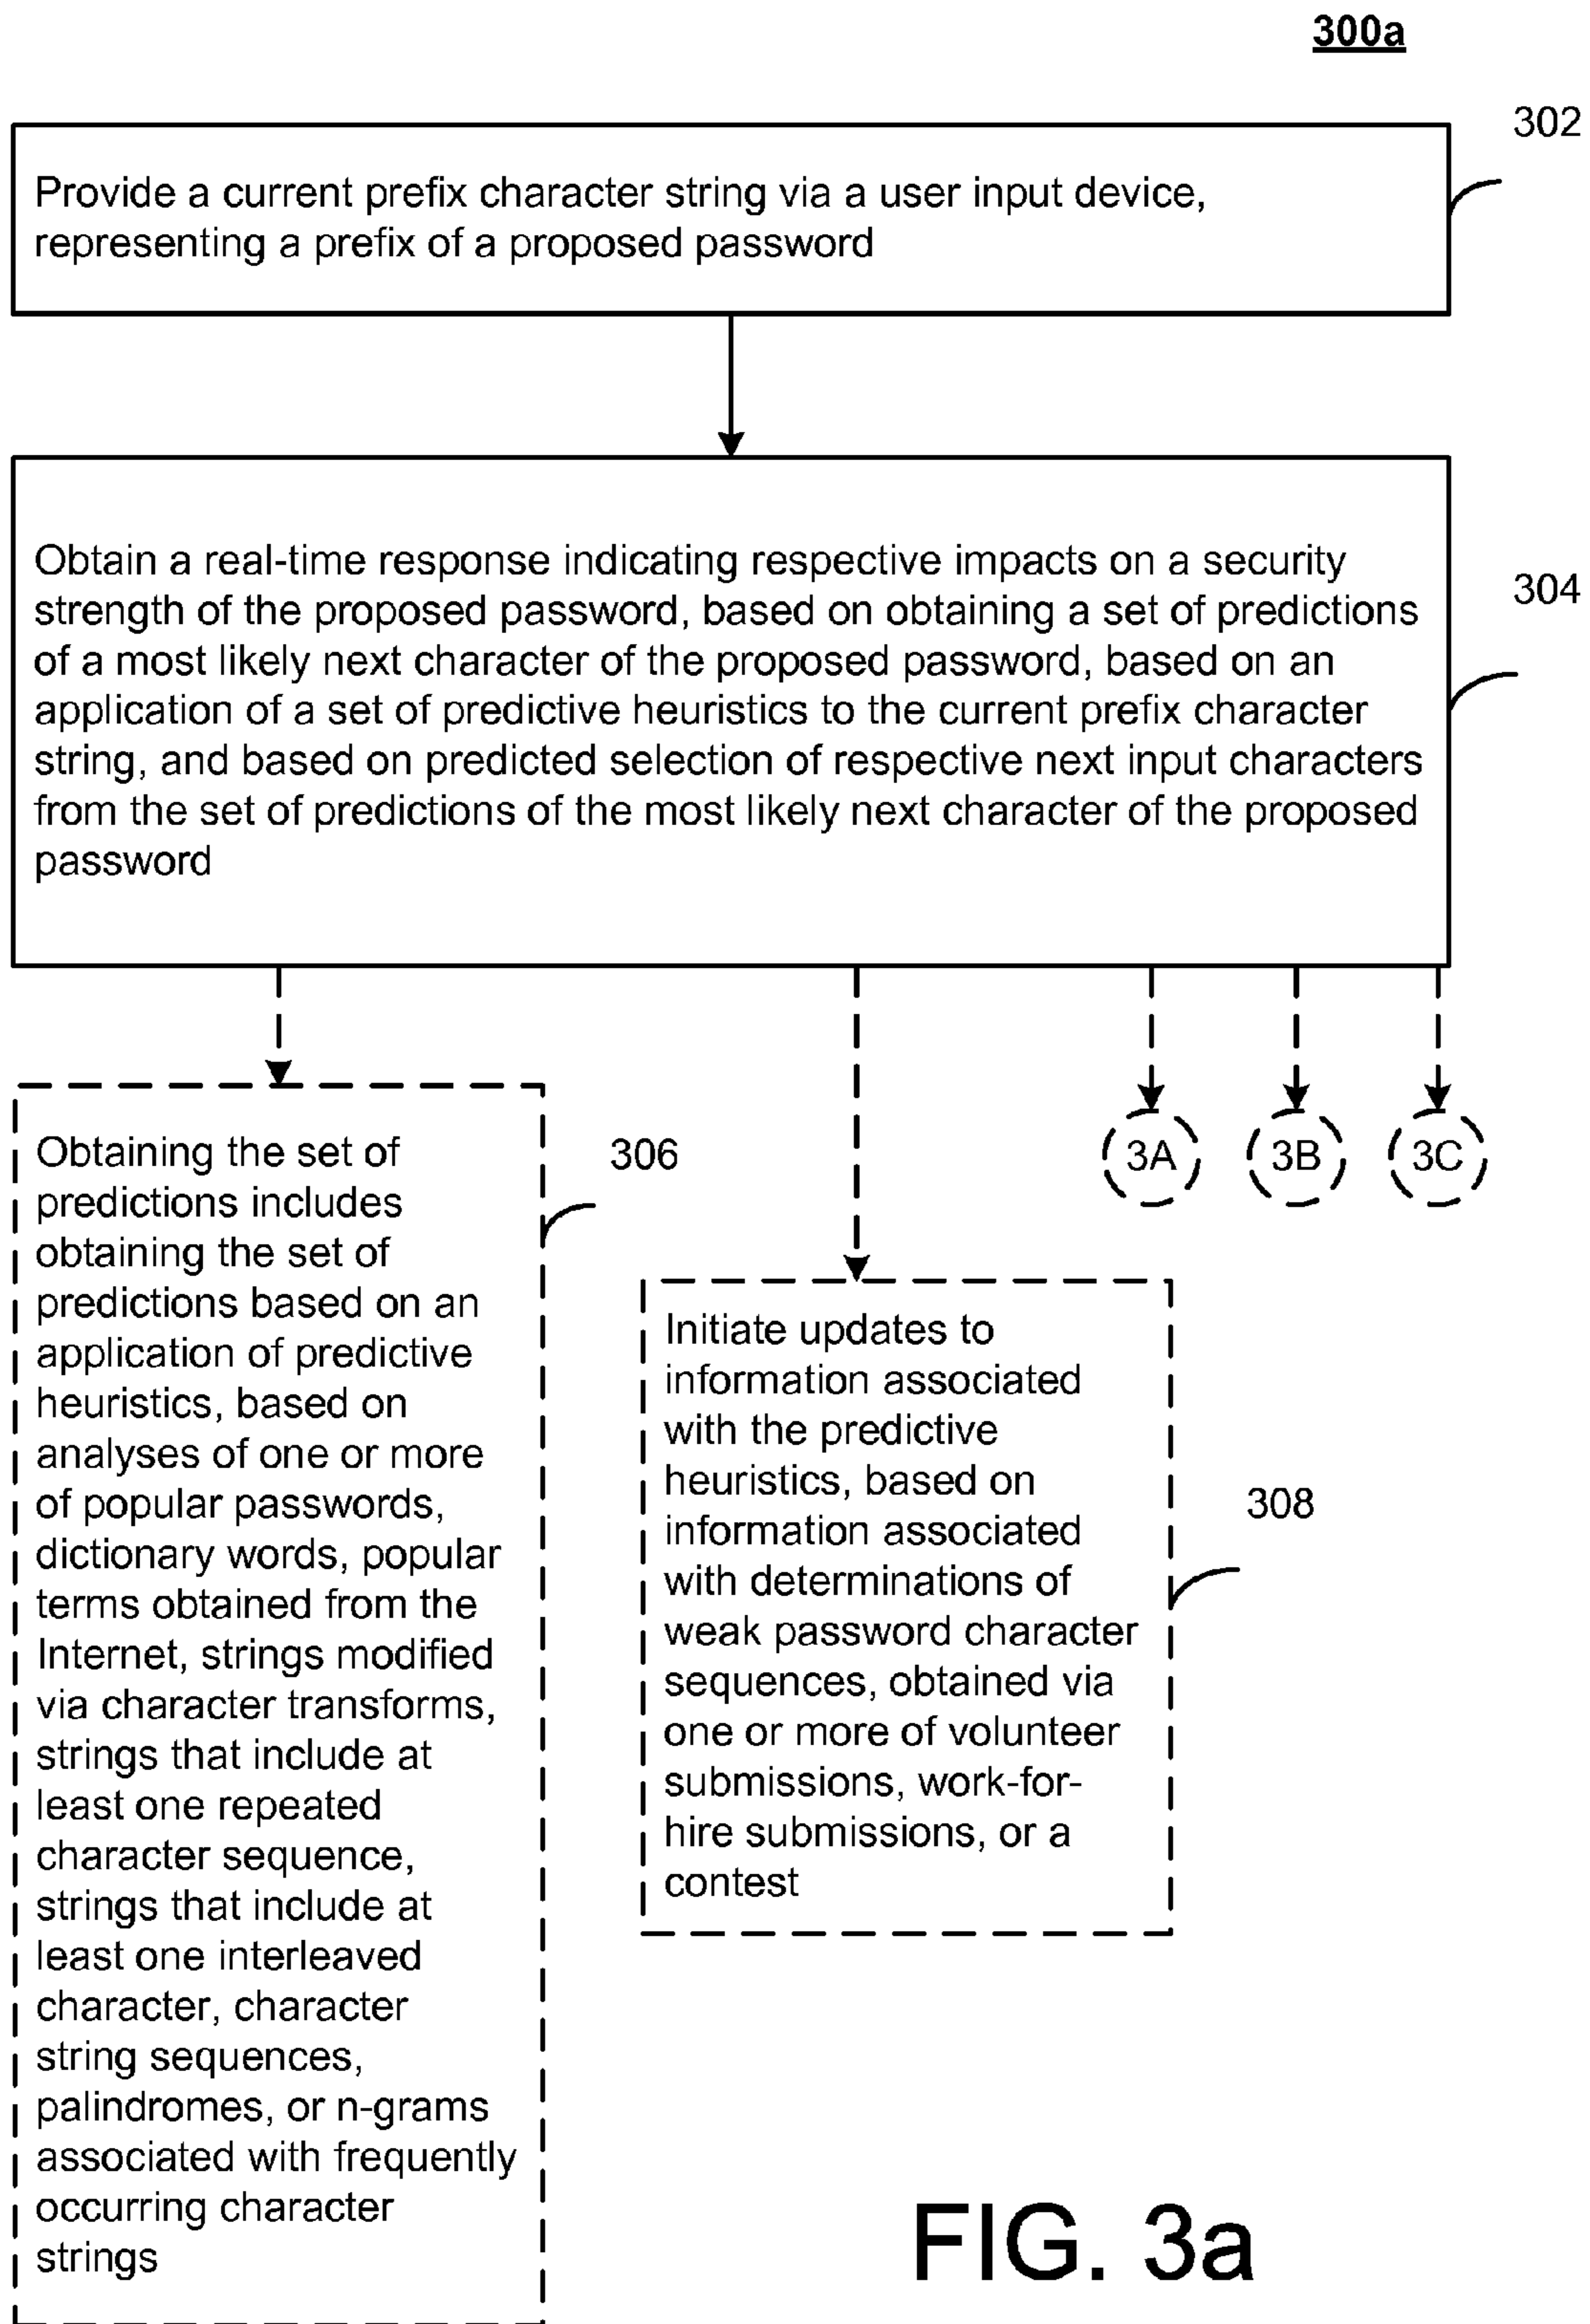 300a
302
Provide a current prefix character string via a user input device,
representing a prefix of a proposed password
304
Obtain a real-time response indicating respective impacts on a security
strength of the proposed password, based on obtaining a set of predictions
of a most likely next character of the proposed password, based on an
application of a set of predictive heuristics to the current prefix character
string, and based on predicted selection of respective next input characters
from the set of predictions of the most likely next character of the proposed
password
306
Obtaining the set of
predictions includes
obtaining the set of
predictions based on an
application of predictive
heuristics, based on
analyses of one or more
of popular passwords,
dictionary words, popular
terms obtained from the
Internet, strings modified
via character transforms,
strings that include at
least one repeated
character sequence,
strings that include at
least one interleaved
character, character
string sequences,
palindromes, or n-grams
associated with frequently
occurring character
strings
3A
3B
3C
308
Initiate updates to
information associated
with the predictive
heuristics, based on
information associated
with determinations of
weak password character
sequences, obtained via
one or more of volunteer
submissions, work-for-
hire submissions, or a
contest
FIG. 3a